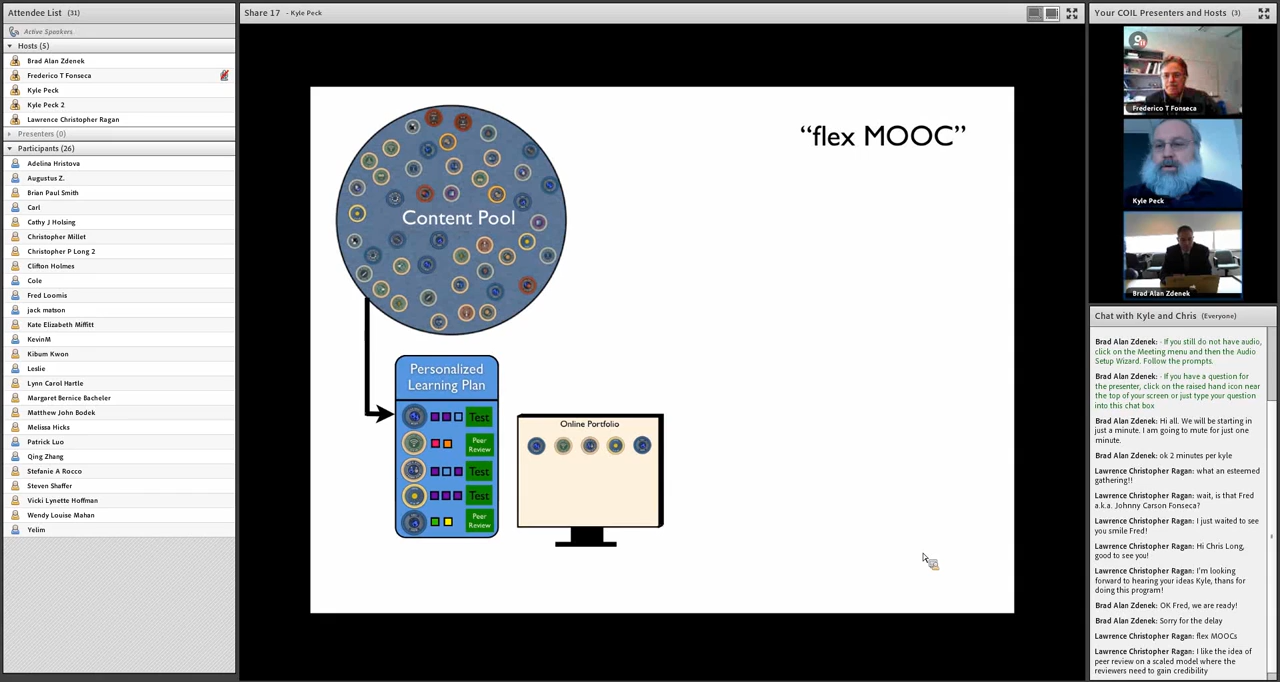 Attendee List (31)
Active Speakers
Hosts (5)
Brad Alan Zdenek
Frederico T Fonseca
Kyle Peck
Kyle Peck 2
Lawrence Christopher Ragan
Presenters (0)
Participants (26)
Adelina Hristova
Augustus Z.
Brian Paul Smith
Carl
Cathy J Holsing
Christopher Millet
Christopher P Long 2
Clifton Holmes
Cole
Fred Loomis
jack matson
Kate Elizabeth Miffitt
KevinM
Kibum Kwon
Leslie
Lynn Carol Hartle
Margaret Bernice Bacheler
Matthew John Bodek
Melissa Hicks
Patrick Luo
Qing Zhang
Stefanie A Rocco
Steven Shaffer
Vicki Lynette Hoffman
Wendy Louise Mahan
Yelim
Share 17 - Kyle Peck
“flex MOOC”
Content Pool
Personalized
Learning Plan
Test
Peer
Review
Test
Test
Peer
Review
Online Portfolio
Your COIL Presenters and Hosts (3)
Frederico T Fonseca
Kyle Peck
Brad Alan Zdenek
Chat with Kyle and Chris (Everyone)
Brad Alan Zdenek: - If you still do not have audio,
click on the Meeting menu and then the Audio
Setup Wizard. Follow the prompts.
Brad Alan Zdenek: - If you have a question for
the presenter, click on the raised hand icon near
the top of your screen or just type your question
into this chat box
Brad Alan Zdenek: Hi all. We will be starting in
just a minute. I am going to mute for just one
minute.
Brad Alan Zdenek: ok 2 minutes per kyle
Lawrence Christopher Ragan: what an esteemed
gathering!!
Lawrence Christopher Ragan: wait, is that Fred
a.k.a. Johnny Carson Fonseca?
Lawrence Christopher Ragan: I just waited to see
you smile Fred!
Lawrence Christopher Ragan: Hi Chris Long,
good to see you!
Lawrence Christopher Ragan: I'm looking
forward to hearing your ideas Kyle, thans for
doing this program!
Brad Alan Zdenek: OK Fred, we are ready!
Brad Alan Zdenek: Sorry for the delay
Lawrence Christopher Ragan: flex MOOCs
Lawrence Christopher Ragan: I like the idea of
peer review on a scaled model where the
reviewers need to gain credibility